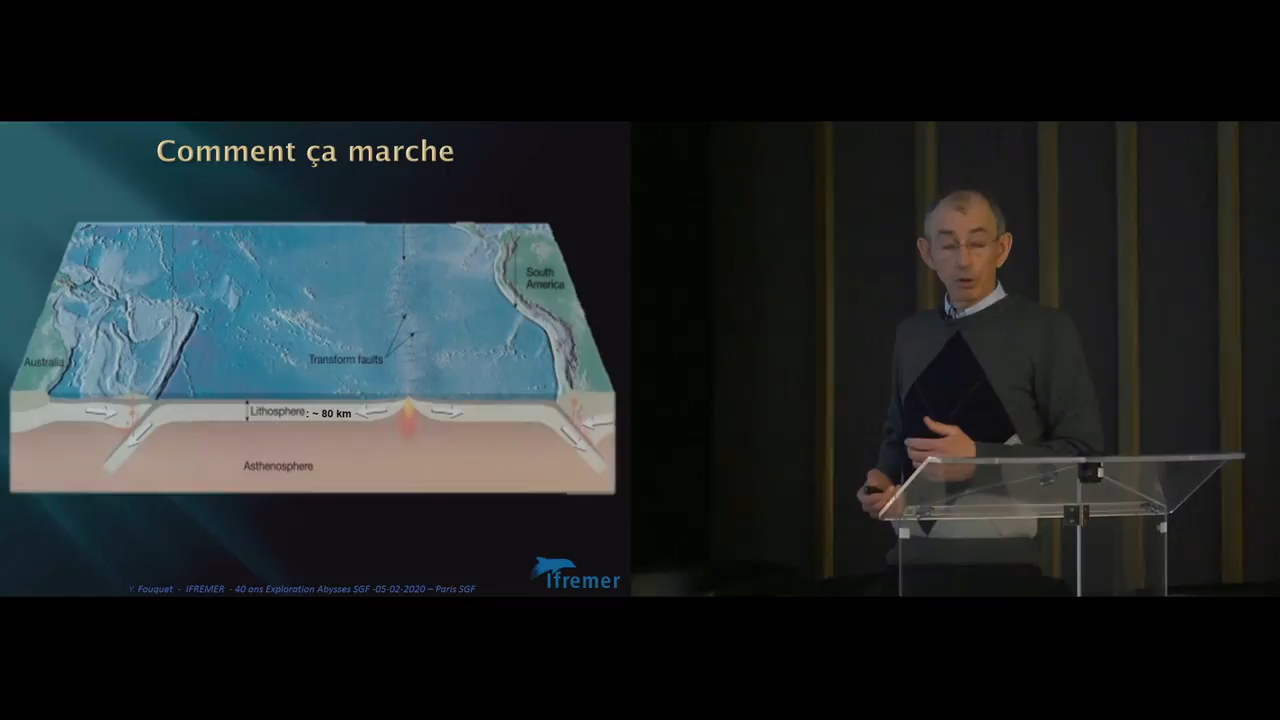 Comment ça marche
South
America
Transform faults
Australia
Lithosphere: ~ 80 km
Asthenosphere
Ifremer
Y. Fouquet - IFREMER - 40 ans Exploration Abysses SGF -05-02-2020 – Paris SGF